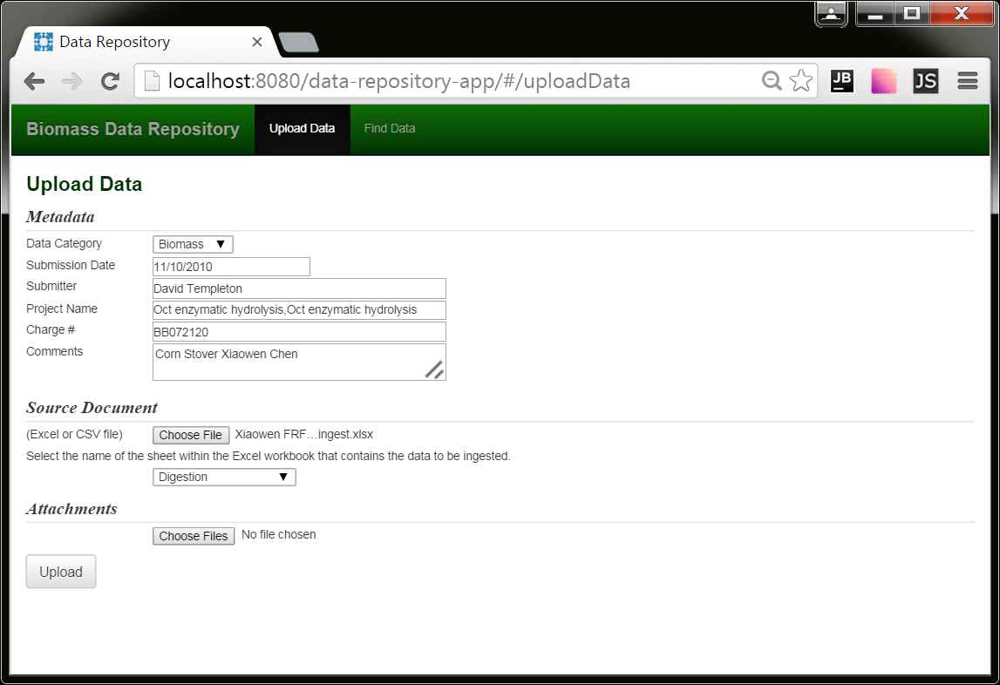 Data Repository
localhost:8080/data-repository-app/#/uploadData
JB
JS
Biomass Data Repository Upload Data Find Data
Upload Data
Metadata
Data Category Biomass
Submission Date 11/10/2010
Submitter David Templeton
Project Name Oct enzymatic hydrolysis,Oct enzymatic hydrolysis
Charge # BB072120
Comments Corn Stover Xiaowen Chen
Source Document
(Excel or CSV file) Choose File Xiaowen FRF…ingest.xlsx
Select the name of the sheet within the Excel workbook that contains the data to be ingested.
Digestion
Attachments
Choose Files No file chosen
Upload